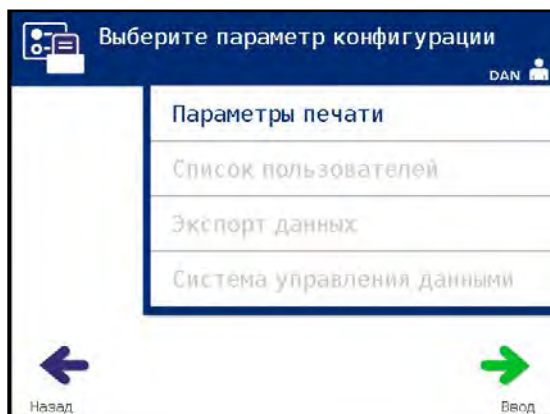 Выберите параметр конфигурации
DAN
Параметры печати
Список пользователей
Экспорт данных
Система управления данными
Назад
Ввод